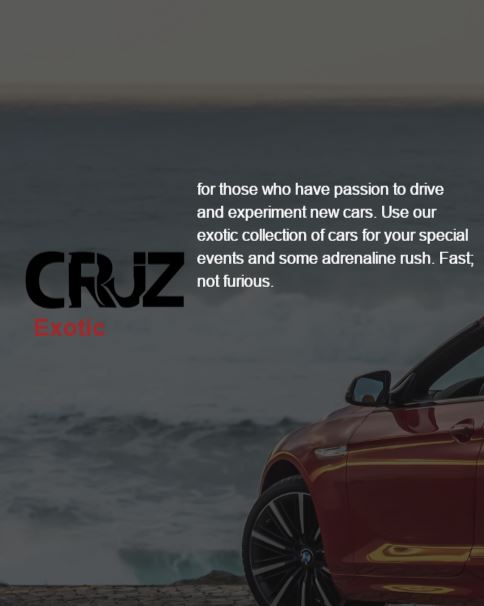 for those who have passion to drive
and experiment new cars. Use our
exotic collection of cars for your special
events and some adrenaline rush. Fast;
not furious.
CRUZ
Exotic